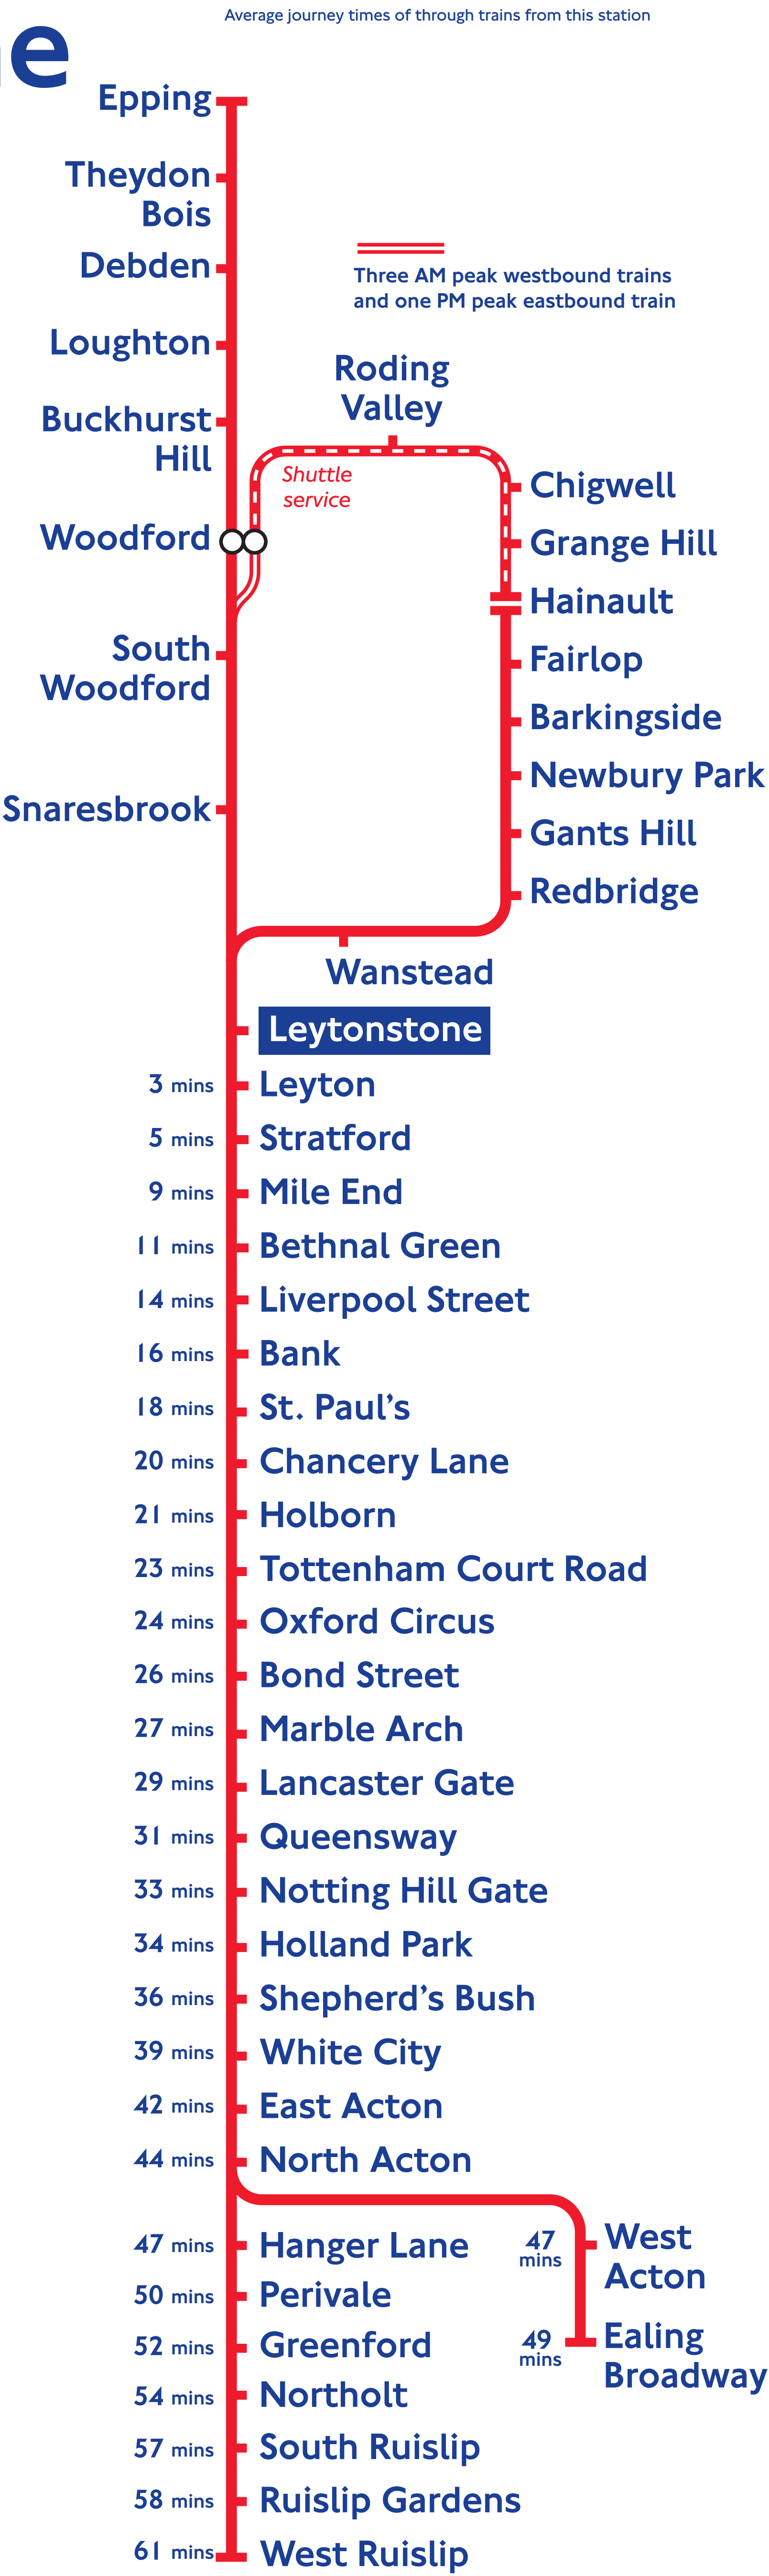 Average journey times of through trains from this station
e
Epping
Theydon
Bois
Debden
Three AM peak westbound trains
and one PM peak eastbound train
Loughton
Roding
Valley
Buckhurst
Hill
Shuttle
service
Chigwell
Woodford
Grange Hill
Hainault
South
Woodford
Fairlop
Barkingside
Newbury Park
Snaresbrook
Gants Hill
Redbridge
Wanstead
Leytonstone
3 mins Leyton
5 mins Stratford
9 mins Mile End
11 mins Bethnal Green
14 mins Liverpool Street
16 mins Bank
18 mins St. Paul’s
20 mins Chancery Lane
21 mins Holborn
23 mins Tottenham Court Road
24 mins Oxford Circus
26 mins Bond Street
27 mins Marble Arch
29 mins Lancaster Gate
31 mins Queensway
33 mins Notting Hill Gate
34 mins Holland Park
36 mins Shepherd’s Bush
39 mins White City
42 mins East Acton
44 mins North Acton
47 mins Hanger Lane
50 mins Perivale
52 mins Greenford
54 mins Northolt
57 mins South Ruislip
58 mins Ruislip Gardens
61 mins West Ruislip
47
mins
West
Acton
49
mins
Ealing
Broadway